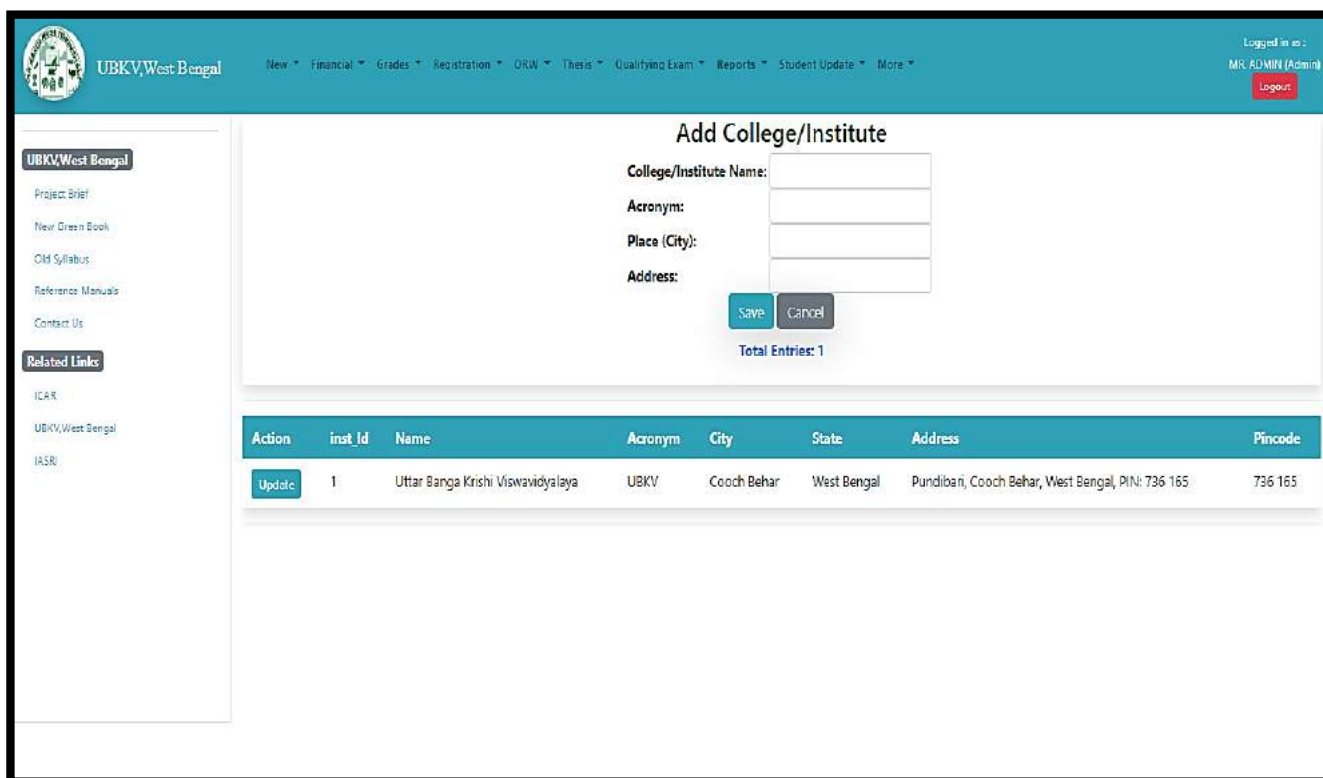 UBKV,West Bengal
New Financial Grades Registration ORW Thesis Qualifying Exam Reports Student Update More
Logged in as :
MR. ADMIN (Admin)
Logout
UBKV,West Bengal
Project Brief
New Green Book
Old Syllabus
Reference Manuals
Contact Us
Related Links
ICAR
UBKV,West Bengal
IASRI
Add College/Institute
College/Institute Name:
Acronym:
Place (City):
Address:
Save Cancel
Total Entries: 1
Action inst_Id Name Acronym City State Address Pincode
Update 1 Uttar Banga Krishi Viswavidyalaya UBKV Cooch Behar West Bengal Pundibari, Cooch Behar, West Bengal, PIN: 736 165 736 165